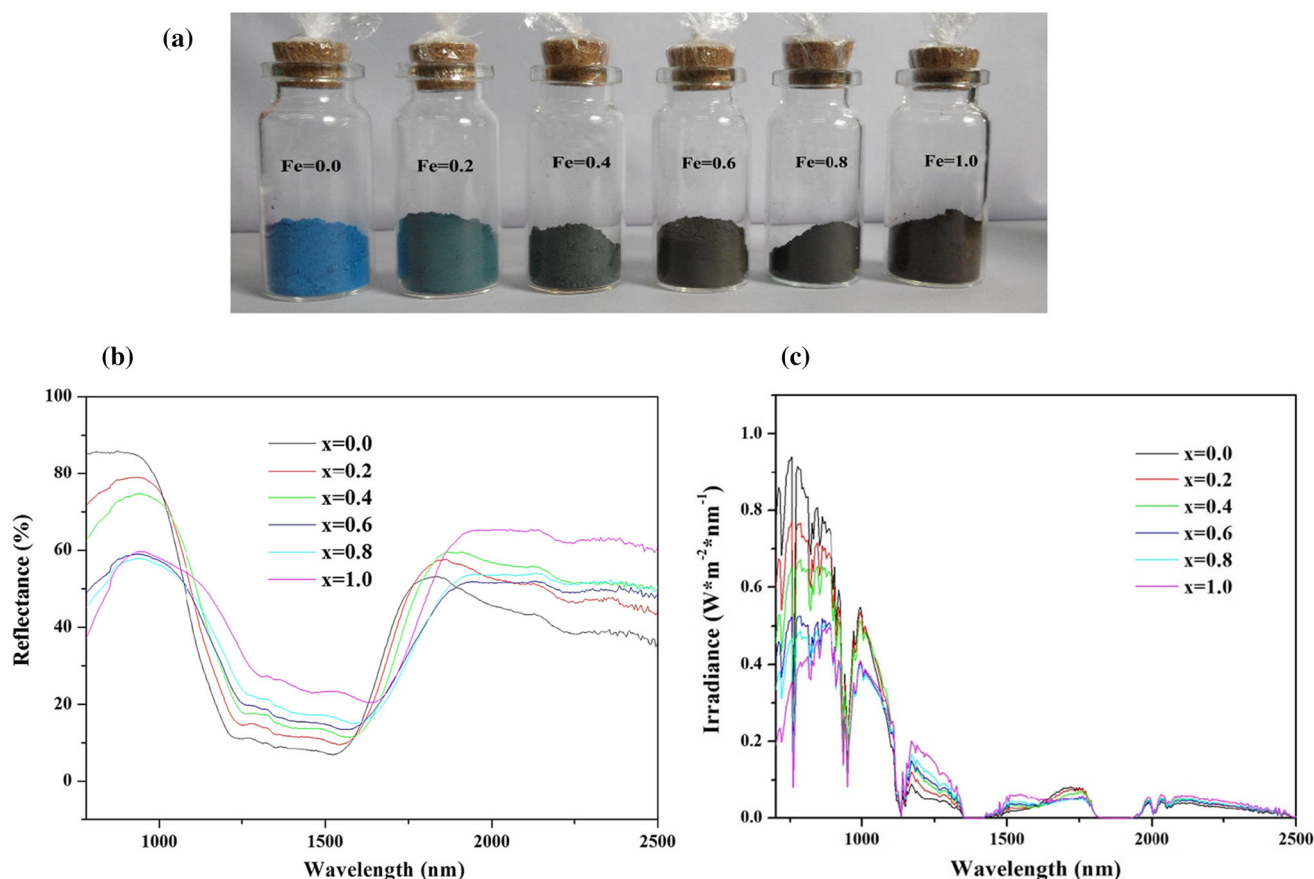 (a)
Fe=0.0
Fe=0.2
Fe=0.4
Fe=0.6
Fe=0.8
Fe=1.0
(b)
100
80
60
40
20
0
Reflectance (%)
1000
1500
2000
2500
Wavelength (nm)
x=0.0
x=0.2
x=0.4
x=0.6
x=0.8
x=1.0
(c)
1.0
0.8
0.6
0.4
0.2
0.0
Irradiance (W*m⁻²*nm⁻¹)
1000
1500
2000
2500
Wavelength (nm)
x=0.0
x=0.2
x=0.4
x=0.6
x=0.8
x=1.0